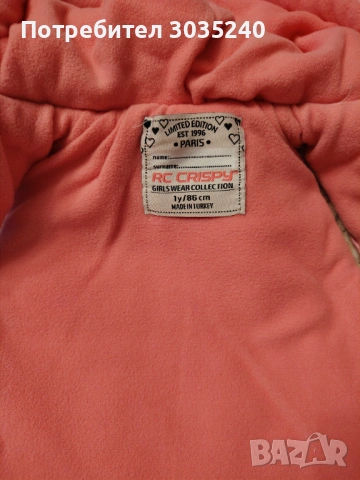 Потребител 3035240
LIMITED EDITION
EST 1996
PARIS
name:
surname:
RC CRISPY
GIRLS WEAR COLLECTION
1y/86 cm
MADE IN TURKEY
BAZAR